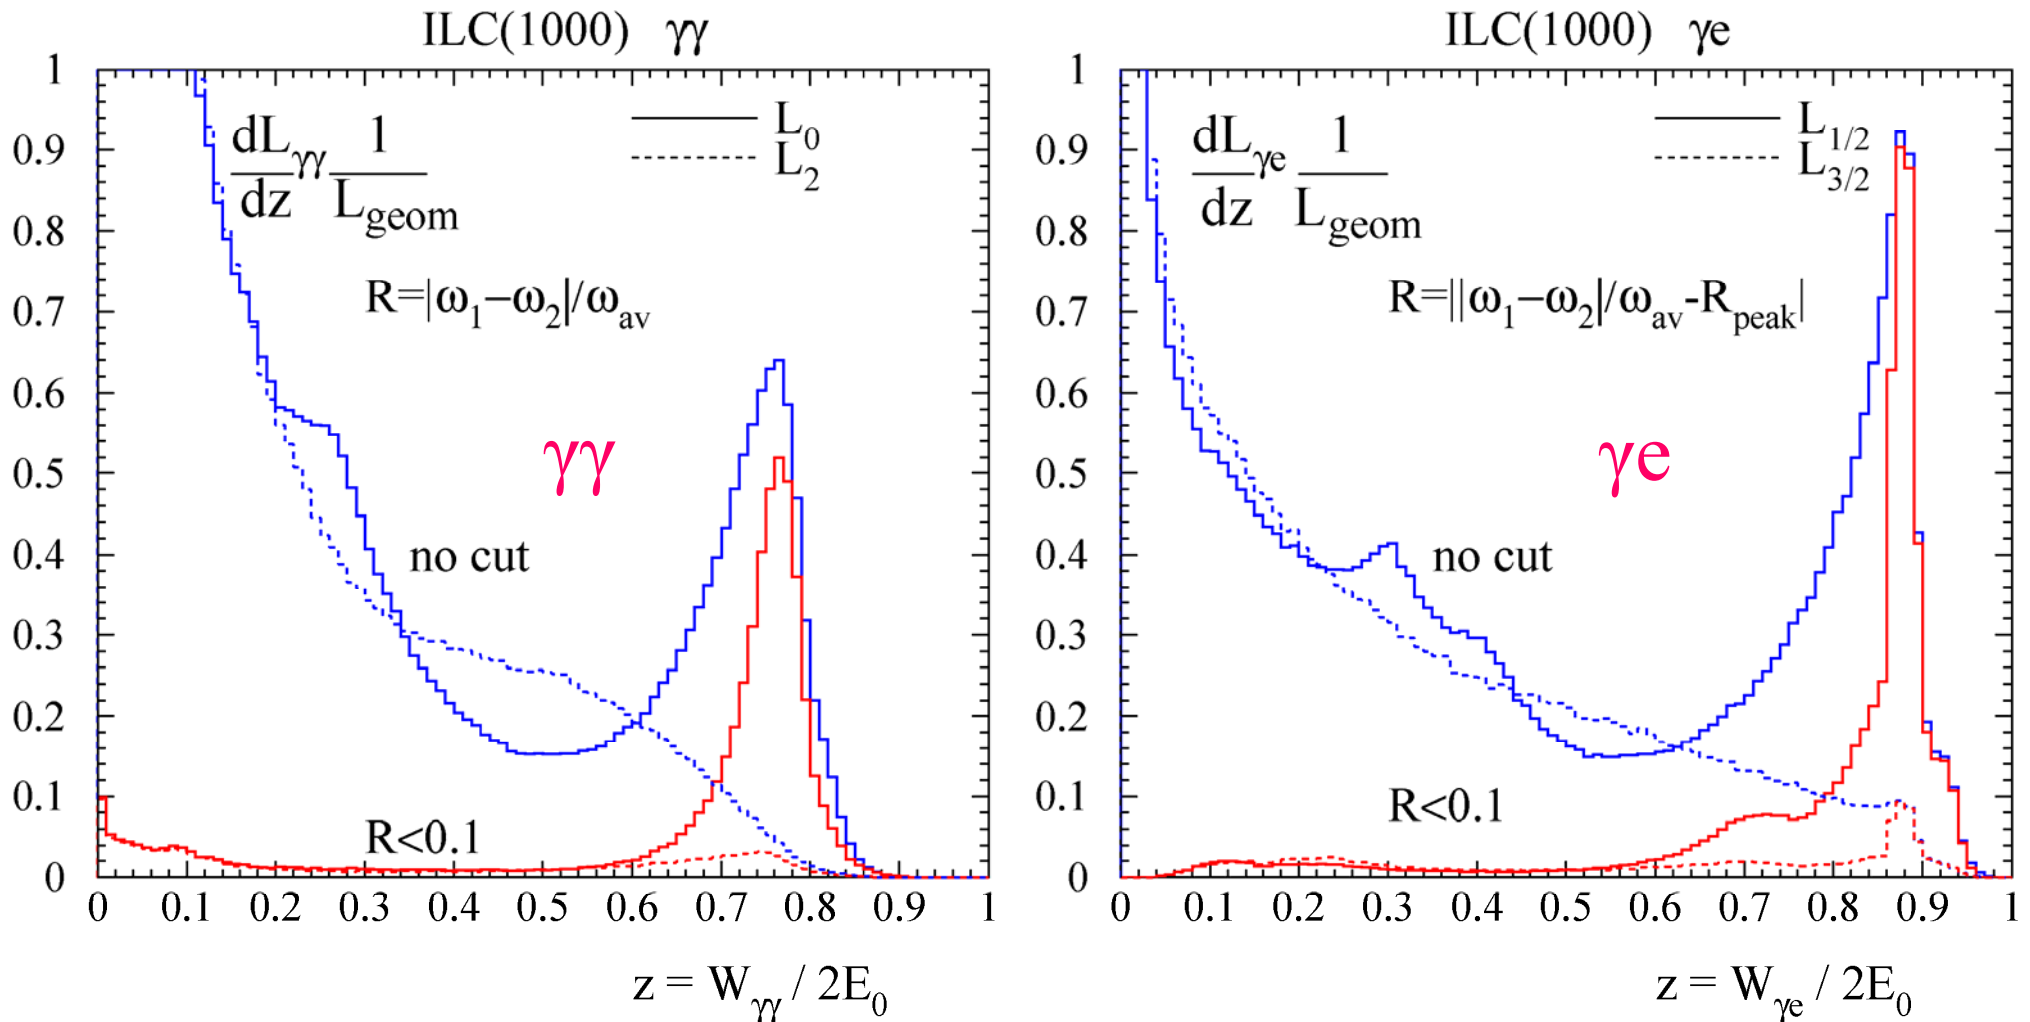 ILC(1000) γγ
1
0.9
0.8
0.7
0.6
0.5
0.4
0.3
0.2
0.1
0
L0
L2
dLγγ 1
dz Lgeom
R=|ω1−ω2|/ωav
γγ
no cut
R<0.1
0 0.1 0.2 0.3 0.4 0.5 0.6 0.7 0.8 0.9 1
z = Wγγ / 2E0
ILC(1000) γe
1
0.9
0.8
0.7
0.6
0.5
0.4
0.3
0.2
0.1
0
L1/2
L3/2
dLγe 1
dz Lgeom
R=||ω1−ω2|/ωav-Rpeak|
γe
no cut
R<0.1
0 0.1 0.2 0.3 0.4 0.5 0.6 0.7 0.8 0.9 1
z = Wγe / 2E0